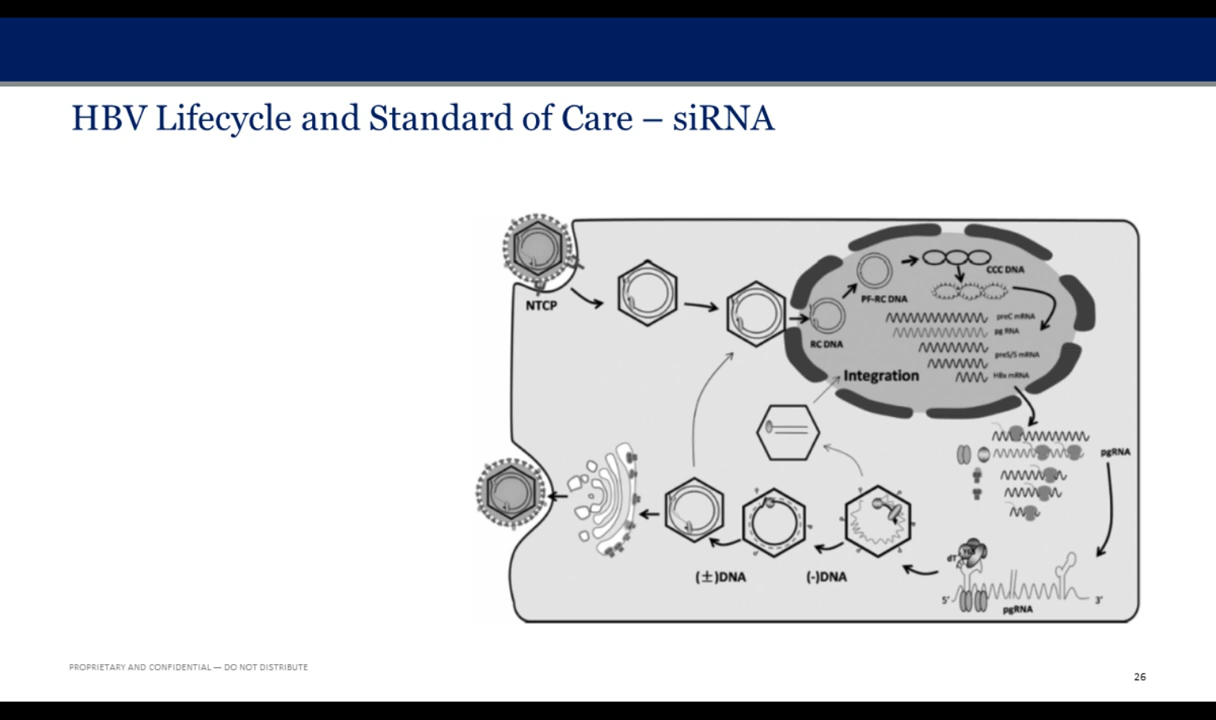 HBV Lifecycle and Standard of Care – siRNA
NTCP
CCC DNA
PF-RC DNA
RC DNA
preC mRNA
pg RNA
preS/S mRNA
HBx mRNA
Integration
pgRNA
(±)DNA
(-)DNA
dT
5'
pgRNA
3'
PROPRIETARY AND CONFIDENTIAL — DO NOT DISTRIBUTE
26